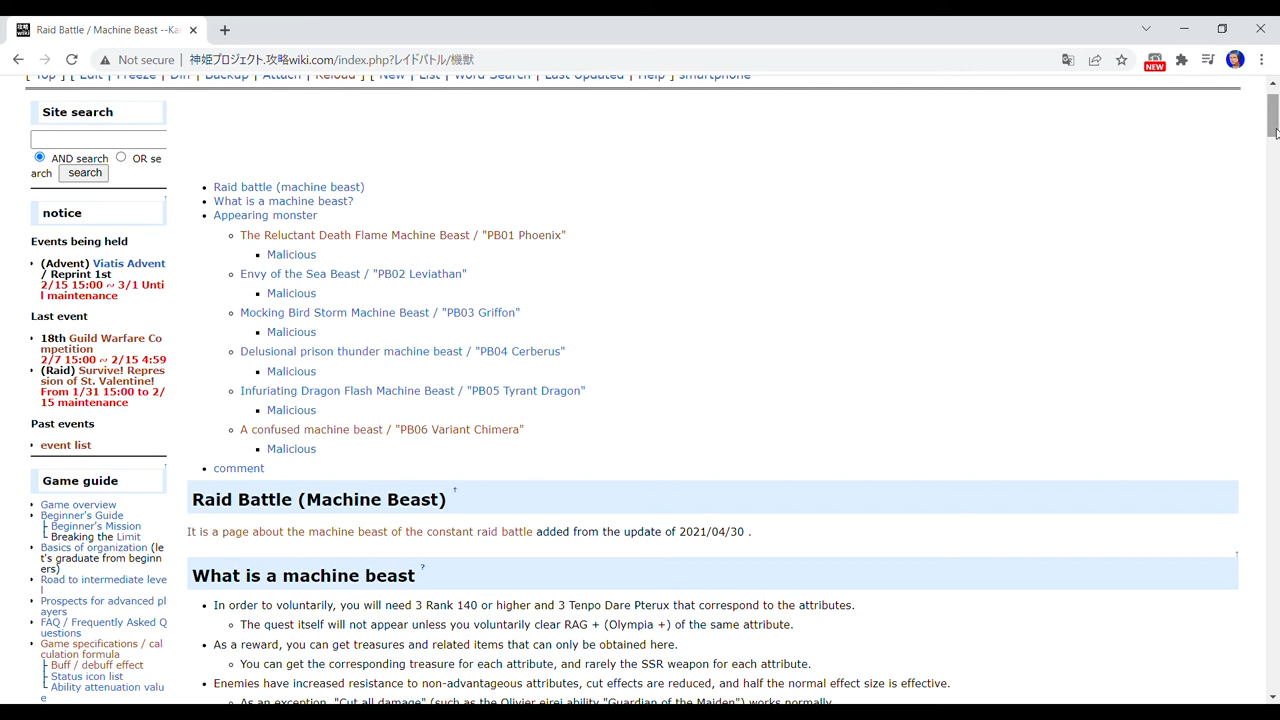 Raid Battle / Machine Beast --Ka
Not secure | 神姫プロジェクト.攻略wiki.com/index.php?レイドバトル/機獣
NEW
[ Top ] [ Edit | Freeze | Diff | Backup | Attach | Reload ] [ New | List | Word Search | Last Updated | Help ] smartphone
Site search
AND search OR se
arch search
notice
Events being held
(Advent) Viatis Advent
/ Reprint 1st
2/15 15:00 ~ 3/1 Unti
l maintenance
Last event
18th Guild Warfare Co
mpetition
2/7 15:00 ~ 2/15 4:59
(Raid) Survive! Repres
sion of St. Valentine!
From 1/31 15:00 to 2/
15 maintenance
Past events
event list
Game guide
Game overview
Beginner's Guide
├ Beginner's Mission
└ Breaking the Limit
Basics of organization (le
t's graduate from beginn
ers)
Road to intermediate leve
l
Prospects for advanced pl
ayers
FAQ / Frequently Asked Q
uestions
Game specifications / cal
culation formula
├ Buff / debuff effect
├ Status icon list
└ Ability attenuation valu
e
• Raid battle (machine beast)
• What is a machine beast?
• Appearing monster
The Reluctant Death Flame Machine Beast / "PB01 Phoenix"
Malicious
Envy of the Sea Beast / "PB02 Leviathan"
Malicious
Mocking Bird Storm Machine Beast / "PB03 Griffon"
Malicious
Delusional prison thunder machine beast / "PB04 Cerberus"
Malicious
Infuriating Dragon Flash Machine Beast / "PB05 Tyrant Dragon"
Malicious
A confused machine beast / "PB06 Variant Chimera"
Malicious
• comment
Raid Battle (Machine Beast) †
It is a page about the machine beast of the constant raid battle added from the update of 2021/04/30 .
What is a machine beast ?
• In order to voluntarily, you will need 3 Rank 140 or higher and 3 Tenpo Dare Pterux that correspond to the attributes.
The quest itself will not appear unless you voluntarily clear RAG + (Olympia +) of the same attribute.
• As a reward, you can get treasures and related items that can only be obtained here.
You can get the corresponding treasure for each attribute, and rarely the SSR weapon for each attribute.
• Enemies have increased resistance to non-advantageous attributes, cut effects are reduced, and half the normal effect size is effective.
As an exception, "Cut all damage" (such as the Olivier eirei ability "Guardian of the Maiden") works normally.